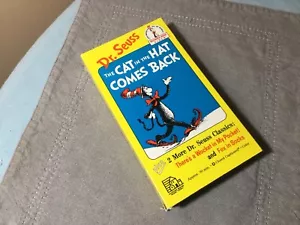 Dr. Seuss
THE CAT IN THE HAT
COMES BACK
2 More Dr. Seuss Classics:
There's a Wocket in My Pocket!
and Fox in Socks